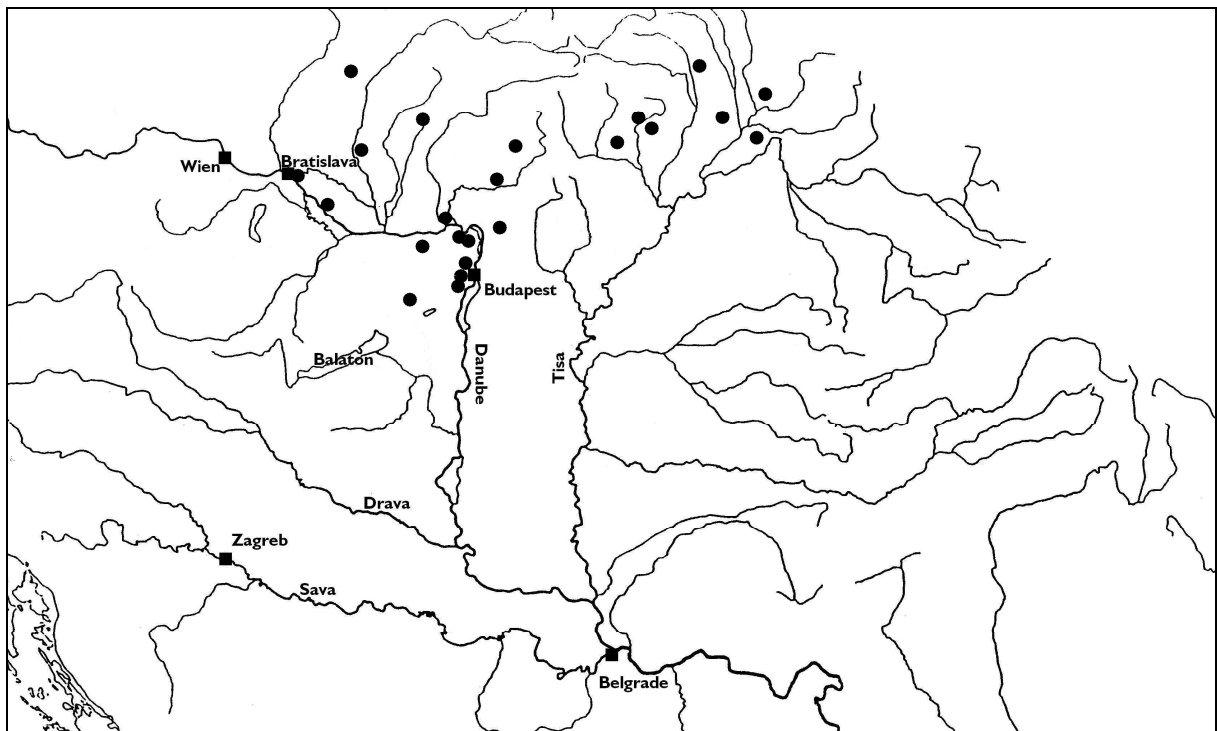 Wien
Bratislava
Budapest
Balaton
Danube
Tisa
Drava
Zagreb
Sava
Belgrade